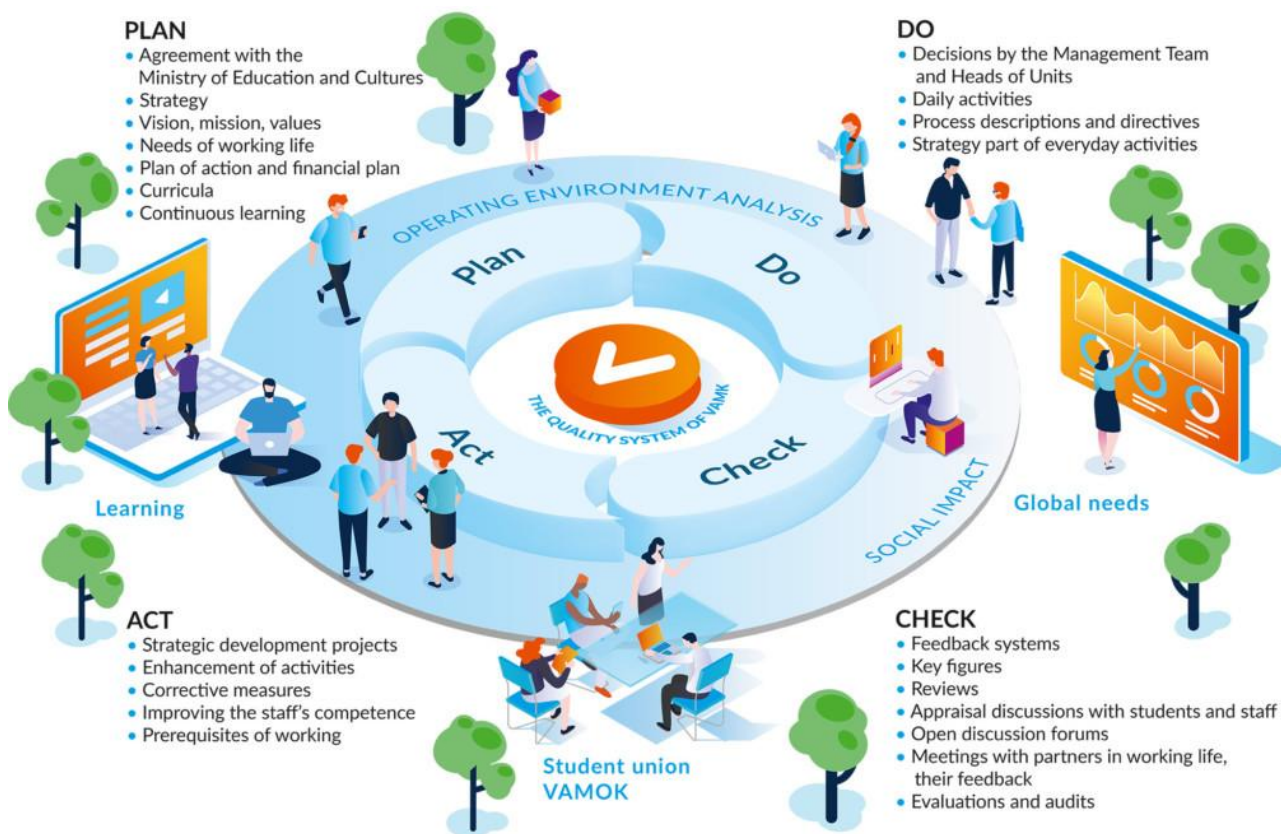 PLAN
• Agreement with the
Ministry of Education and Cultures
• Strategy
• Vision, mission, values
• Needs of working life
• Plan of action and financial plan
• Curricula
• Continuous learning
DO
• Decisions by the Management Team
and Heads of Units
• Daily activities
• Process descriptions and directives
• Strategy part of everyday activities
OPERATING ENVIRONMENT ANALYSIS
Plan
Do
THE QUALITY SYSTEM OF VAMK
Act
Check
SOCIAL IMPACT
Learning
Global needs
ACT
• Strategic development projects
• Enhancement of activities
• Corrective measures
• Improving the staff's competence
• Prerequisites of working
Student union
VAMOK
CHECK
• Feedback systems
• Key figures
• Reviews
• Appraisal discussions with students and staff
• Open discussion forums
• Meetings with partners in working life,
their feedback
• Evaluations and audits